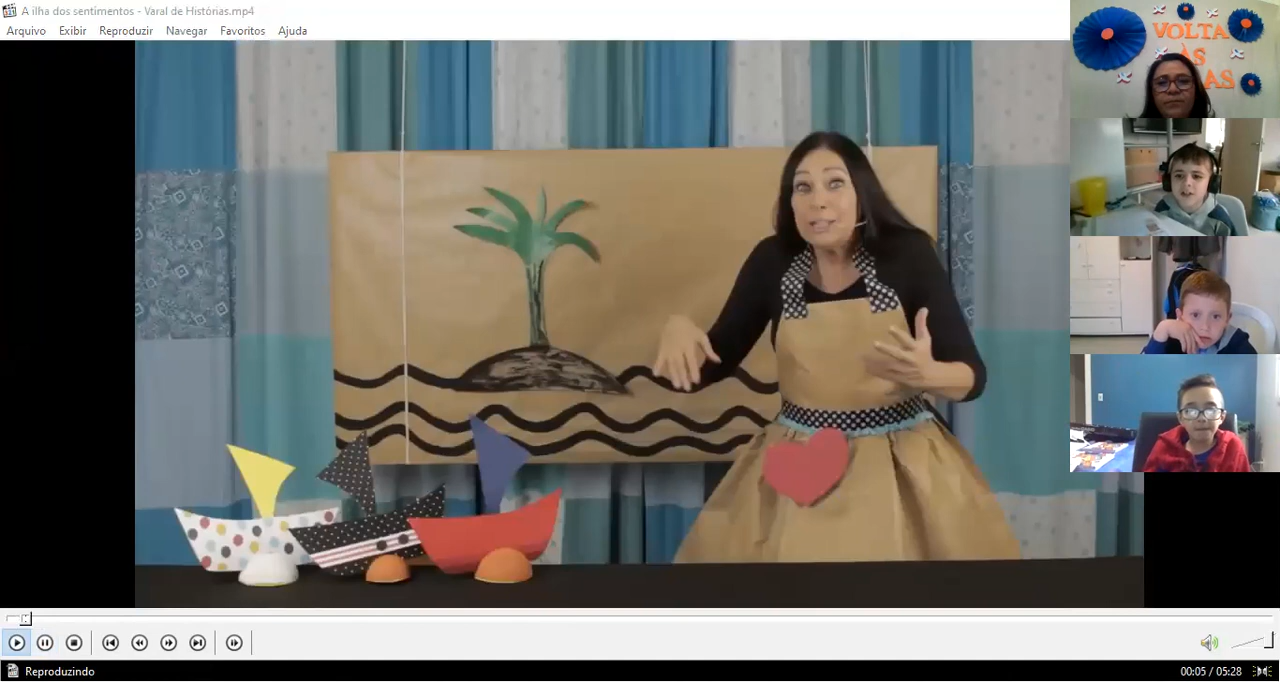 A ilha dos sentimentos - Varal de Histórias.mp4
Arquivo Exibir Reproduzir Navegar Favoritos Ajuda
VOLTA
ÀS
AS
Reproduzindo
00:05 / 05:28